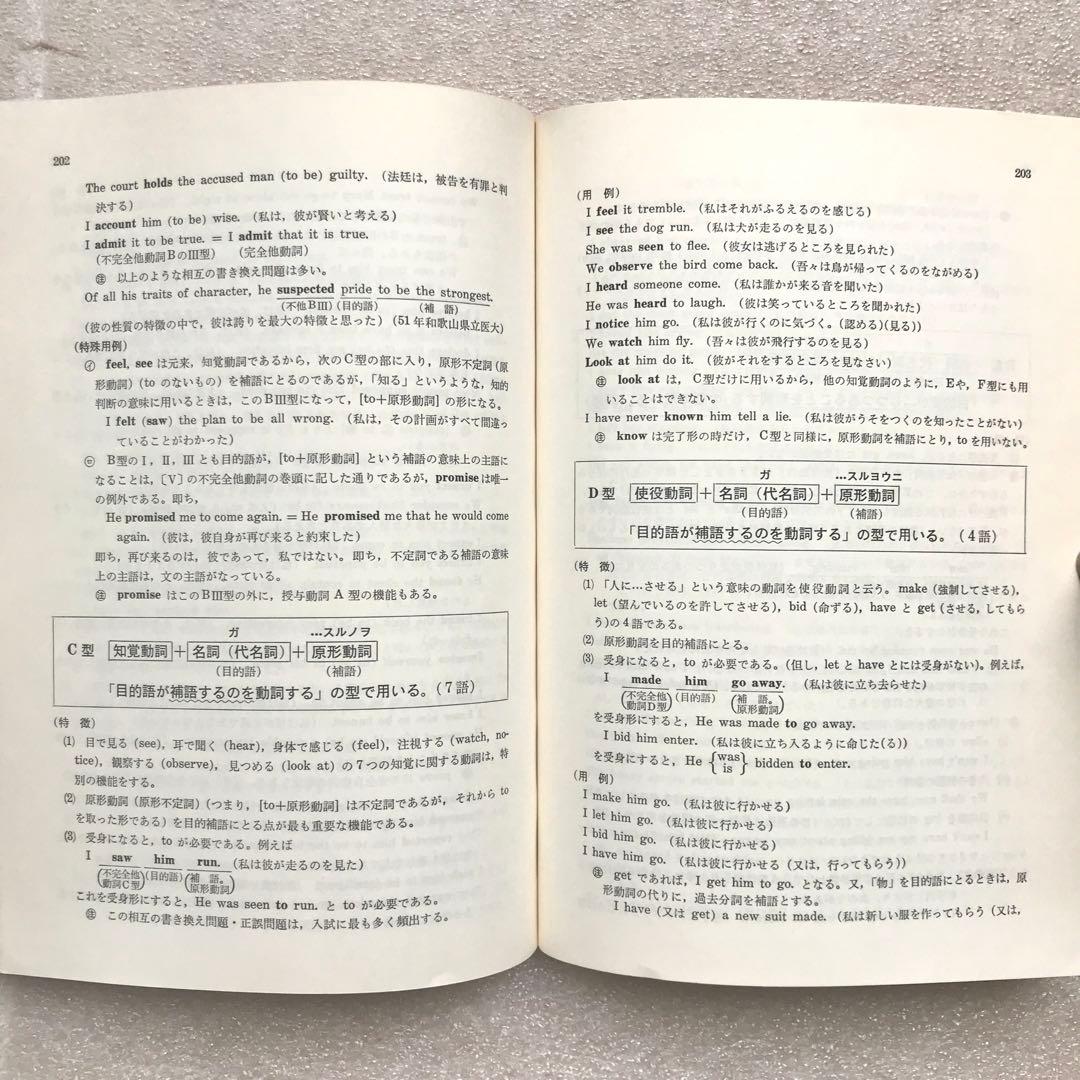 202
The court holds the accused man (to be) guilty. (法廷は，被告を有罪と判
決する)
I account him (to be) wise. (私は，彼が賢いと考える)
I admit it to be true. = I admit that it is true.
(不完全他動詞BのIII型) (完全他動詞)
㊟ 以上のような相互の書き換え問題は多い。
Of all his traits of character, he suspected pride to be the strongest.
(不他BIII) (目的語) (補 語)
(彼の性質の特徴の中で，彼は誇りを最大の特徴と思った) (51年和歌山県立医大)
(特殊用例)
㋑ feel, see は元来，知覚動詞であるから，次のC型の部に入り，原形不定詞(原
形動詞) (to のないもの) を補語にとるのであるが，「知る」というような，知的
判断の意味に用いるときは，このBIII型になって，[to+原形動詞] の形になる。
I felt (saw) the plan to be all wrong. (私は，その計画がすべて間違っ
ていることがわかった)
㋺ B型のI，II，IIIとも目的語が，[to+原形動詞] という補語の意味上の主語に
なることは，〔V〕の不完全他動詞の巻頭に記した通りであるが，promiseは唯一
の例外である。即ち，
He promised me to come again. = He promised me that he would come
again. (彼は，彼自身が再び来ると約束した)
即ち，再び来るのは，彼であって，私ではない。即ち，不定詞である補語の意味
上の主語は，文の主語がなっている。
㊟ promise はこのBIII型の外に，授与動詞 A 型の機能もある。
ガ …スルノヲ
C 型 知覚動詞+名詞（代名詞）+原形動詞
(目的語) (補語)
「目的語が補語するのを動詞する」の型で用いる。(7語)
(特 徴)
(1) 目で見る (see), 耳で聞く (hear), 身体で感じる (feel), 注視する (watch, no-
tice), 観察する (observe), 見つめる (look at) の7つの知覚に関する動詞は，特
別の機能をする。
(2) 原形動詞 (原形不定詞) (つまり，[to+原形動詞] は不定詞であるが，それから to
を取った形である) を目的補語にとる点が最も重要な機能である。
(3) 受身になると，to が必要である。例えば
I saw him run. (私は彼が走るのを見た)
(不完全他動詞C型) (目的語) (補 語。原形動詞)
これを受身形にすると，He was seen to run. と to が必要である。
㊟ この相互の書き換え問題・正誤問題は，入試に最も多く頻出する。
203
(用 例)
I feel it tremble. (私はそれがふるえるのを感じる)
I see the dog run. (私は犬が走るのを見る)
She was seen to flee. (彼女は逃げるところを見られた)
We observe the bird come back. (吾々は鳥が帰ってくるのをながめる)
I heard someone come. (私は誰かが来る音を聞いた)
He was heard to laugh. (彼は笑っているところを聞かれた)
I notice him go. (私は彼が行くのに気づく。(認める)(見る))
We watch him fly. (吾々は彼が飛行するのを見る)
Look at him do it. (彼がそれをするところを見なさい)
㊟ look at は，C型だけに用いるから，他の知覚動詞のように，Eや，F型にも用
いることはできない。
I have never known him tell a lie. (私は彼がうそをつくのを知ったことがない)
㊟ know は完了形の時だけ，C型と同様に，原形動詞を補語にとり，toを用いない。
ガ …スルヨウニ
D 型 使役動詞+名詞（代名詞）+原形動詞
(目的語) (補語)
「目的語が補語するのを動詞する」の型で用いる。(4語)
(特 徴)
(1) 「人に…させる」という意味の動詞を使役動詞と云う。make (強制してさせる),
let (望んでいるのを許してさせる), bid (命ずる), have と get (させる，してもら
う)の4語である。
(2) 原形動詞を目的補語にとる。
(3) 受身になると，to が必要である。(但し，let と have とには受身がない)。例えば，
I made him go away. (私は彼に立ち去らせた)
(不完全他動詞D型) (目的語) (補 語。原形動詞)
を受身形にすると，He was made to go away.
I bid him enter. (私は彼に立ち入るように命じた(る))
を受身形にすると，He {was is} bidden to enter.
(用 例)
I make him go. (私は彼に行かせる)
I let him go. (私は彼に行かせる)
I bid him go. (私は彼に行かせる)
I have him go. (私は彼に行かせる (又は，行ってもらう))
㊟ get であれば，I get him to go. となる。又，「物」を目的語にとるときは，原
形動詞の代りに，過去分詞を補語とする。
I have (又は get) a new suit made. (私は新しい服を作ってもらう (又は，